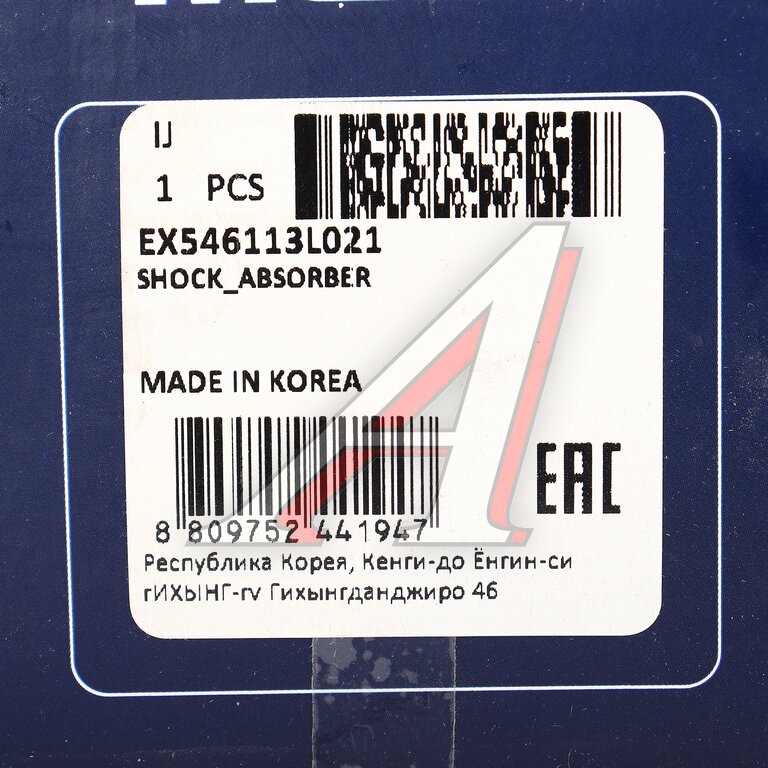 IJ
1 PCS
EX546113L021
SHOCK_ABSORBER
MADE IN KOREA
EAC
8 809752 441947
Республика Корея, Кенги-до Ёнгин-си
гИХЫНГ-гv Гихынгданджиро 46